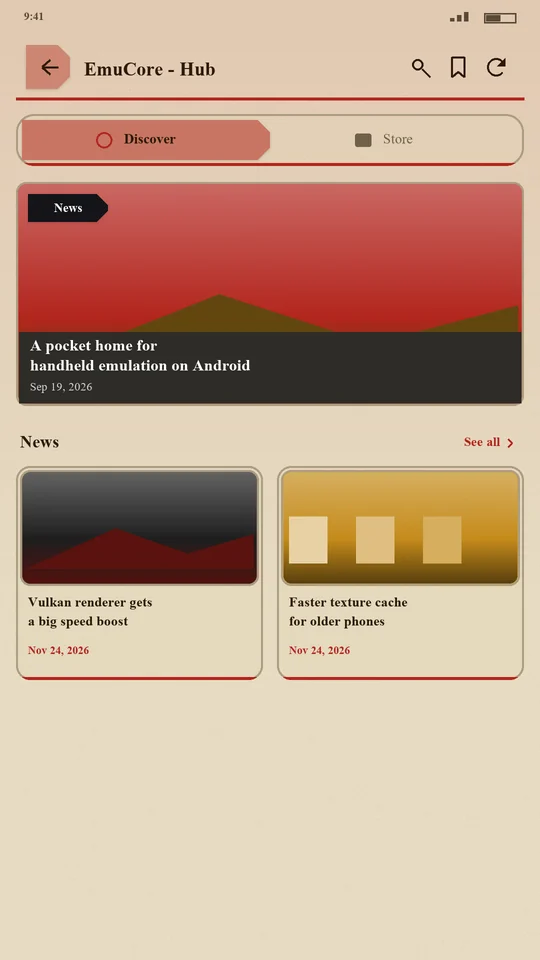 9:41
EmuCore - Hub
Discover
Store
News
A pocket home for
handheld emulation on Android
Sep 19, 2026
News
See all
Vulkan renderer gets
a big speed boost
Nov 24, 2026
Faster texture cache
for older phones
Nov 24, 2026